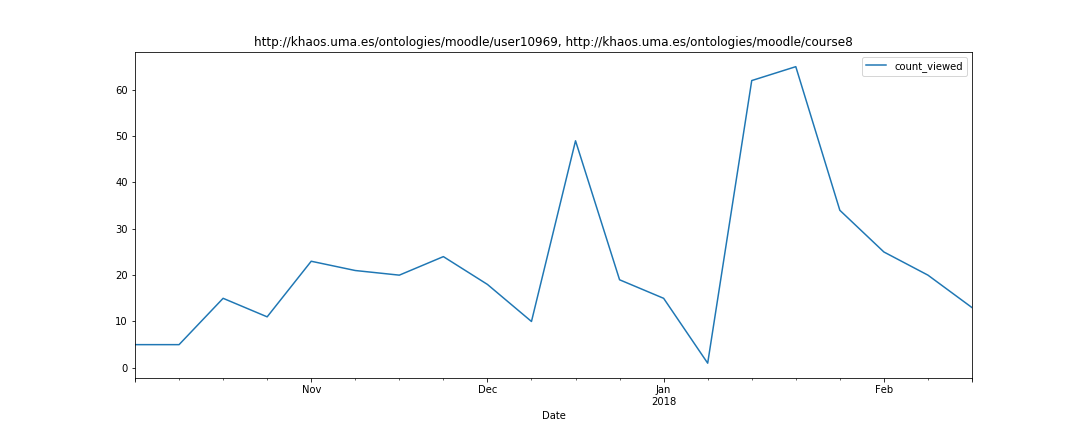 http://khaos.uma.es/ontologies/moodle/user10969, http://khaos.uma.es/ontologies/moodle/course8
count_viewed
60
50
40
30
20
10
0
Nov
Dec
Jan
2018
Feb
Date